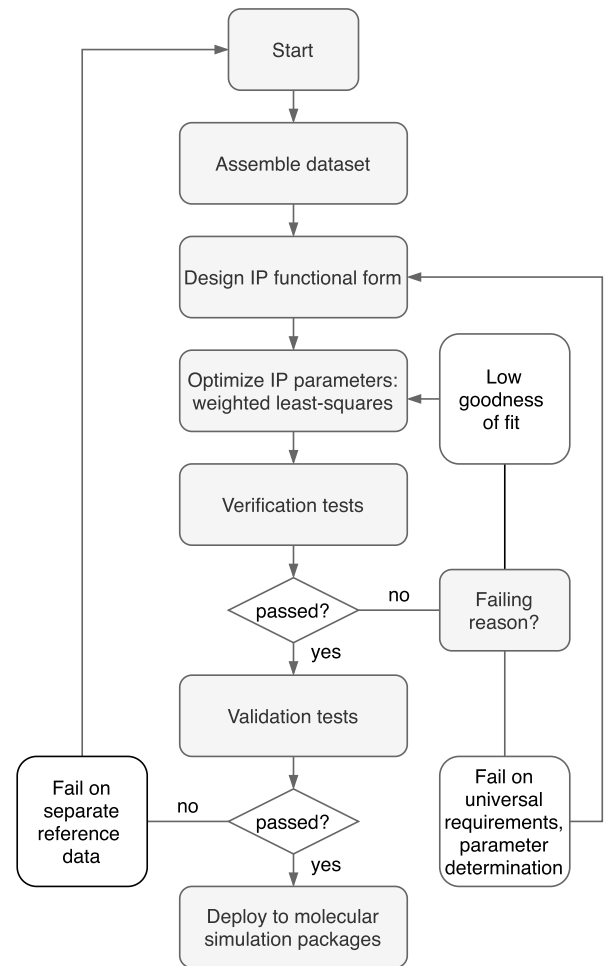 Start
Assemble dataset
Design IP functional form
Optimize IP parameters:
weighted least-squares
Low
goodness
of fit
Verification tests
passed?
no
Failing
reason?
yes
Validation tests
Fail on
separate
reference
data
no
passed?
Fail on
universal
requirements,
parameter
determination
yes
Deploy to molecular
simulation packages